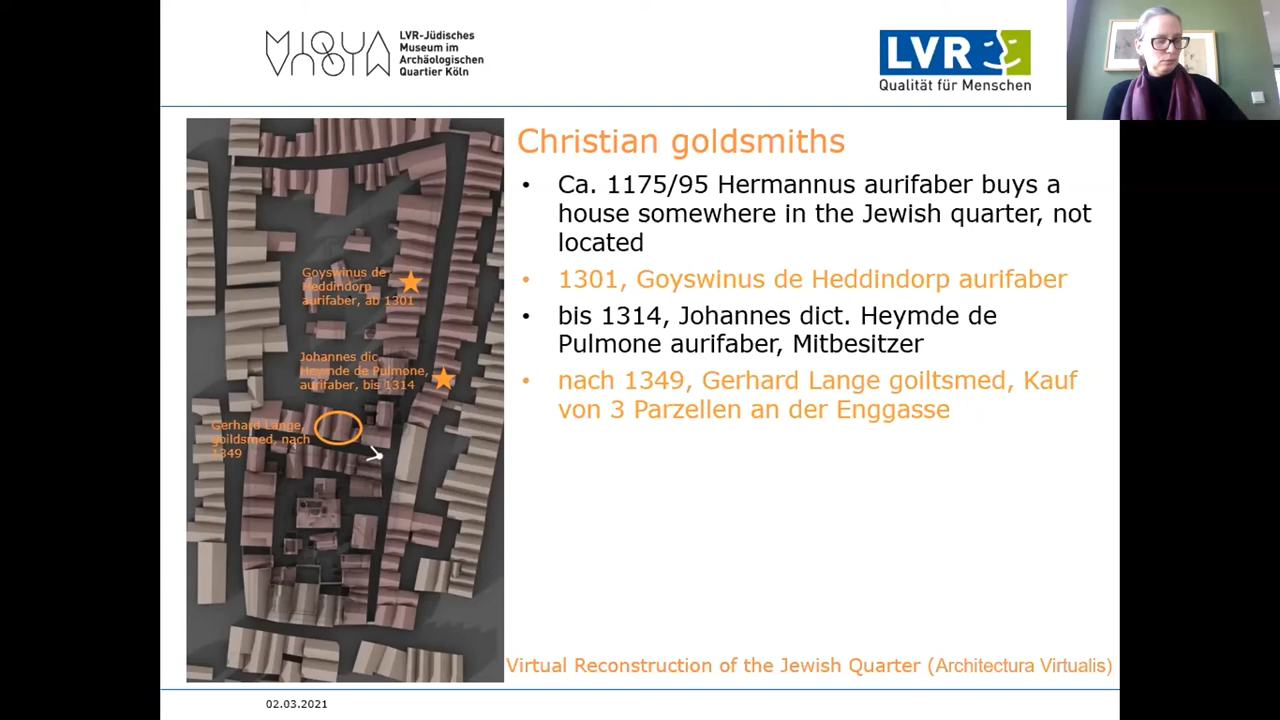 MIQUA
LVR-Jüdisches
Museum im
Archäologischen
Quartier Köln
LVR
Qualität für Menschen
Christian goldsmiths
• Ca. 1175/95 Hermannus aurifaber buys a
house somewhere in the Jewish quarter, not
located
• 1301, Goyswinus de Heddindorp aurifaber
• bis 1314, Johannes dict. Heymde de
Pulmone aurifaber, Mitbesitzer
• nach 1349, Gerhard Lange goiltsmed, Kauf
von 3 Parzellen an der Enggasse
Goyswinus de
Heddindorp
aurifaber, ab 1301
Johannes dic.
Heymde de Pulmone,
aurifaber, bis 1314
Gerhard Lange,
goildsmed, nach
1349
Virtual Reconstruction of the Jewish Quarter (Architectura Virtualis)
02.03.2021